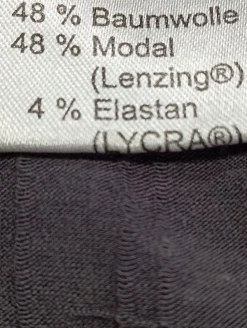 48 % Baumwolle
48 % Modal
(Lenzing®)
4 % Elastan
(LYCRA®)